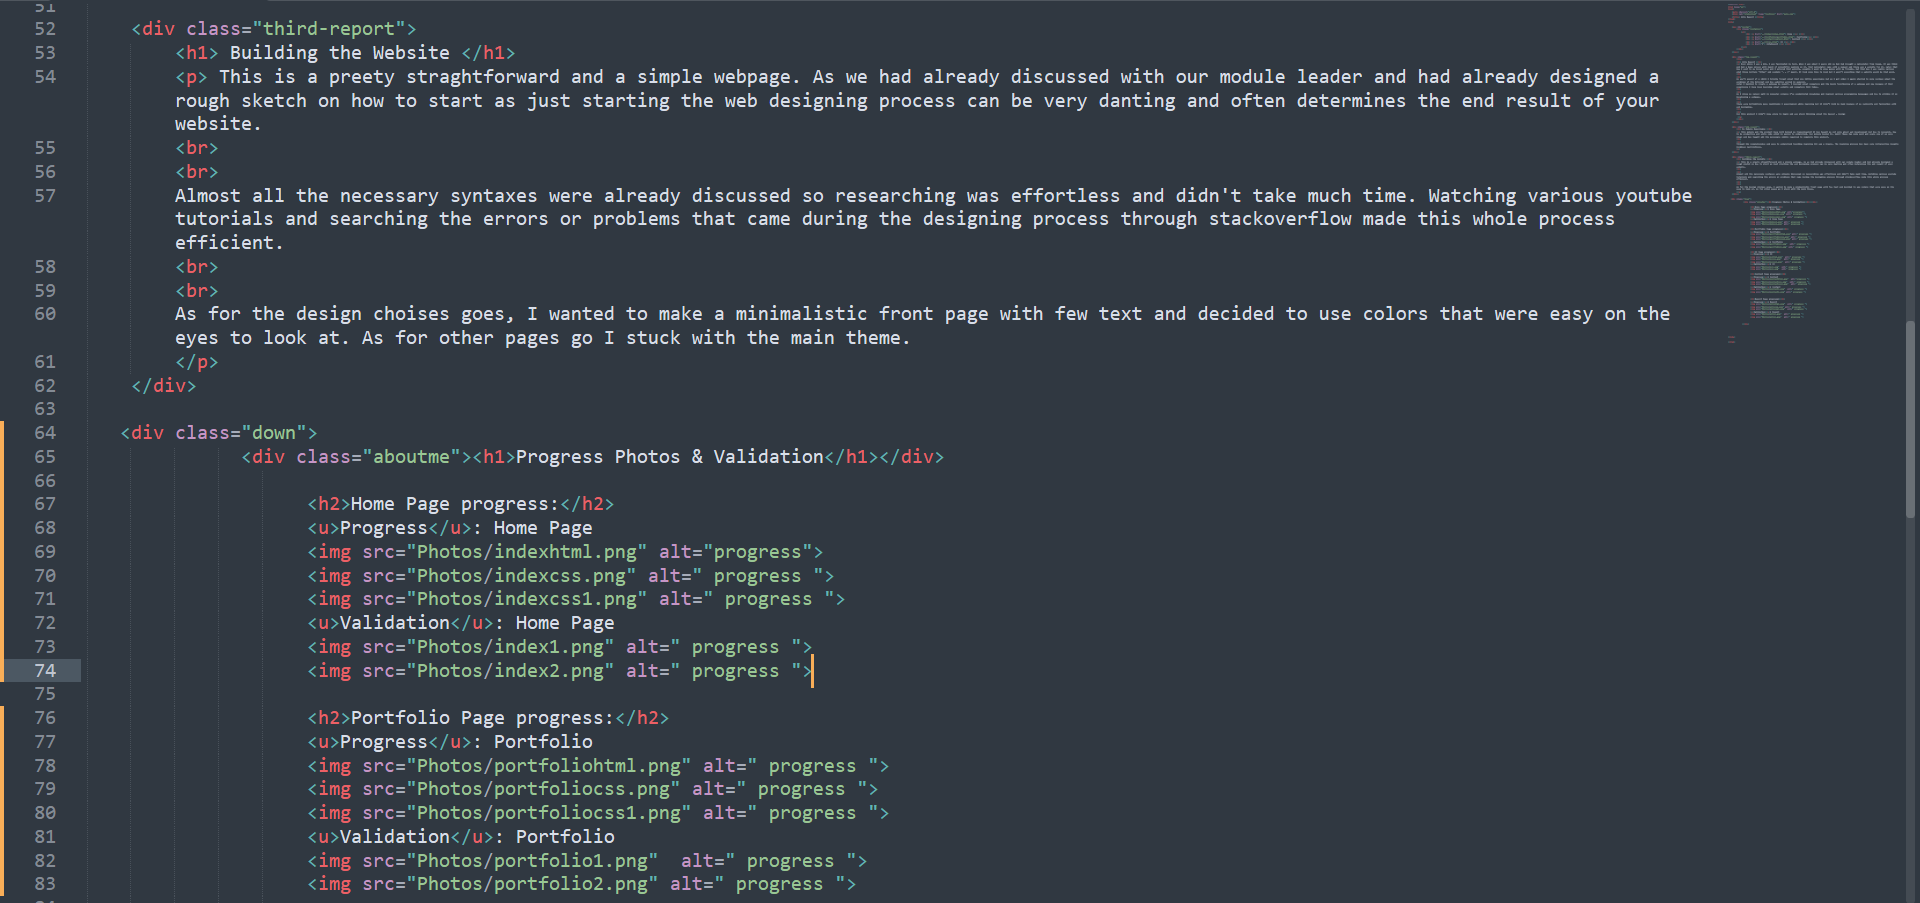 51
52 <div class="third-report">
53 <h1> Building the Website </h1>
54 <p> This is a preety straghtforward and a simple webpage. As we had already discussed with our module leader and had already designed a
rough sketch on how to start as just starting the web designing process can be very danting and often determines the end result of your
website.
55 <br>
56 <br>
57 Almost all the necessary syntaxes were already discussed so researching was effortless and didn't take much time. Watching various youtube
tutorials and searching the errors or problems that came during the designing process through stackoverflow made this whole process
efficient.
58 <br>
59 <br>
60 As for the design choises goes, I wanted to make a minimalistic front page with few text and decided to use colors that were easy on the
eyes to look at. As for other pages go I stuck with the main theme.
61 </p>
62 </div>
63
64 <div class="down">
65 <div class="aboutme"><h1>Progress Photos & Validation</h1></div>
66
67 <h2>Home Page progress:</h2>
68 <u>Progress</u>: Home Page
69 <img src="Photos/indexhtml.png" alt="progress">
70 <img src="Photos/indexcss.png" alt=" progress ">
71 <img src="Photos/indexcss1.png" alt=" progress ">
72 <u>Validation</u>: Home Page
73 <img src="Photos/index1.png" alt=" progress ">
74 <img src="Photos/index2.png" alt=" progress ">
75
76 <h2>Portfolio Page progress:</h2>
77 <u>Progress</u>: Portfolio
78 <img src="Photos/portfoliohtml.png" alt=" progress ">
79 <img src="Photos/portfoliocss.png" alt=" progress ">
80 <img src="Photos/portfoliocss1.png" alt=" progress ">
81 <u>Validation</u>: Portfolio
82 <img src="Photos/portfolio1.png"  alt=" progress ">
83 <img src="Photos/portfolio2.png" alt=" progress ">